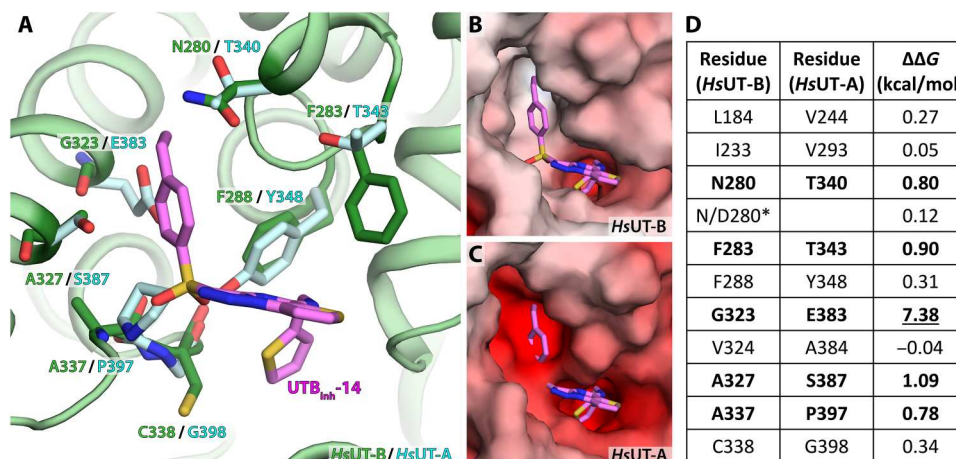 A
N280/T340
F283/T343
G323/E383
F288/Y348
A327/S387
A337/P397
UTBInh-14
C338/G398
HsUT-B/HsUT-A
B
HsUT-B
C
HsUT-A
D
Residue Residue ΔΔG
(HsUT-B) (HsUT-A) (kcal/mol)
L184 V244 0.27
I233 V293 0.05
N280 T340 0.80
N/D280* 0.12
F283 T343 0.90
F288 Y348 0.31
G323 E383 7.38
V324 A384 –0.04
A327 S387 1.09
A337 P397 0.78
C338 G398 0.34